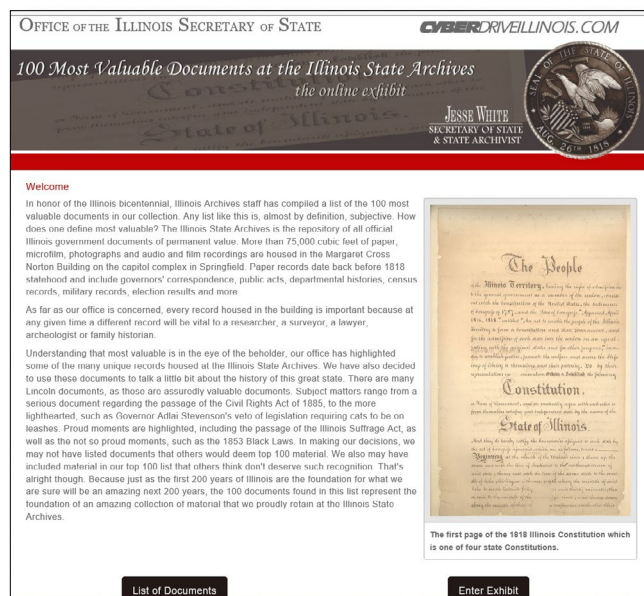 OFFICE OF THE ILLINOIS SECRETARY OF STATE
CYBERDRIVEILLINOIS.COM
100 Most Valuable Documents at the Illinois State Archives
the online exhibit
JESSE WHITE
SECRETARY OF STATE
& STATE ARCHIVIST
SEAL OF THE STATE OF ILLINOIS
AUG. 26TH 1818
Constitution
State of Illinois.
Welcome
In honor of the Illinois bicentennial, Illinois Archives staff has compiled a list of the 100 most
valuable documents in our collection. Any list like this is, almost by definition, subjective. How
does one define most valuable? The Illinois State Archives is the repository of all official
Illinois government documents of permanent value. More than 75,000 cubic feet of paper,
microfilm, photographs and audio and film recordings are housed in the Margaret Cross
Norton Building on the capitol complex in Springfield. Paper records date back before 1818
statehood and include governors' correspondence, public acts, departmental histories, census
records, military records, election results and more.
As far as our office is concerned, every record housed in the building is important because at
any given time a different record will be vital to a researcher, a surveyor, a lawyer,
archeologist or family historian.
Understanding that most valuable is in the eye of the beholder, our office has highlighted
some of the many unique records housed at the Illinois State Archives. We have also decided
to use these documents to talk a little bit about the history of this great state. There are many
Lincoln documents, as those are assuredly valuable documents. Subject matters range from a
serious document regarding the passage of the Civil Rights Act of 1885, to the more
lighthearted, such as Governor Adlai Stevenson's veto of legislation requiring cats to be on
leashes. Proud moments are highlighted, including the passage of the Illinois Suffrage Act, as
well as the not so proud moments, such as the 1853 Black Laws. In making our decisions, we
may not have listed documents that others would deem top 100 material. We also may have
included material in our top 100 list that others think don't deserve such recognition. That's
alright though. Because just as the first 200 years of Illinois are the foundation for what we
are sure will be an amazing next 200 years, the 100 documents found in this list represent the
foundation of an amazing collection of material that we proudly retain at the Illinois State
Archives.
The People
of the Illinois Territory, having the right of admission
Constitution.
State of Illinois.
The first page of the 1818 Illinois Constitution which
is one of four state Constitutions.
List of Documents
Enter Exhibit